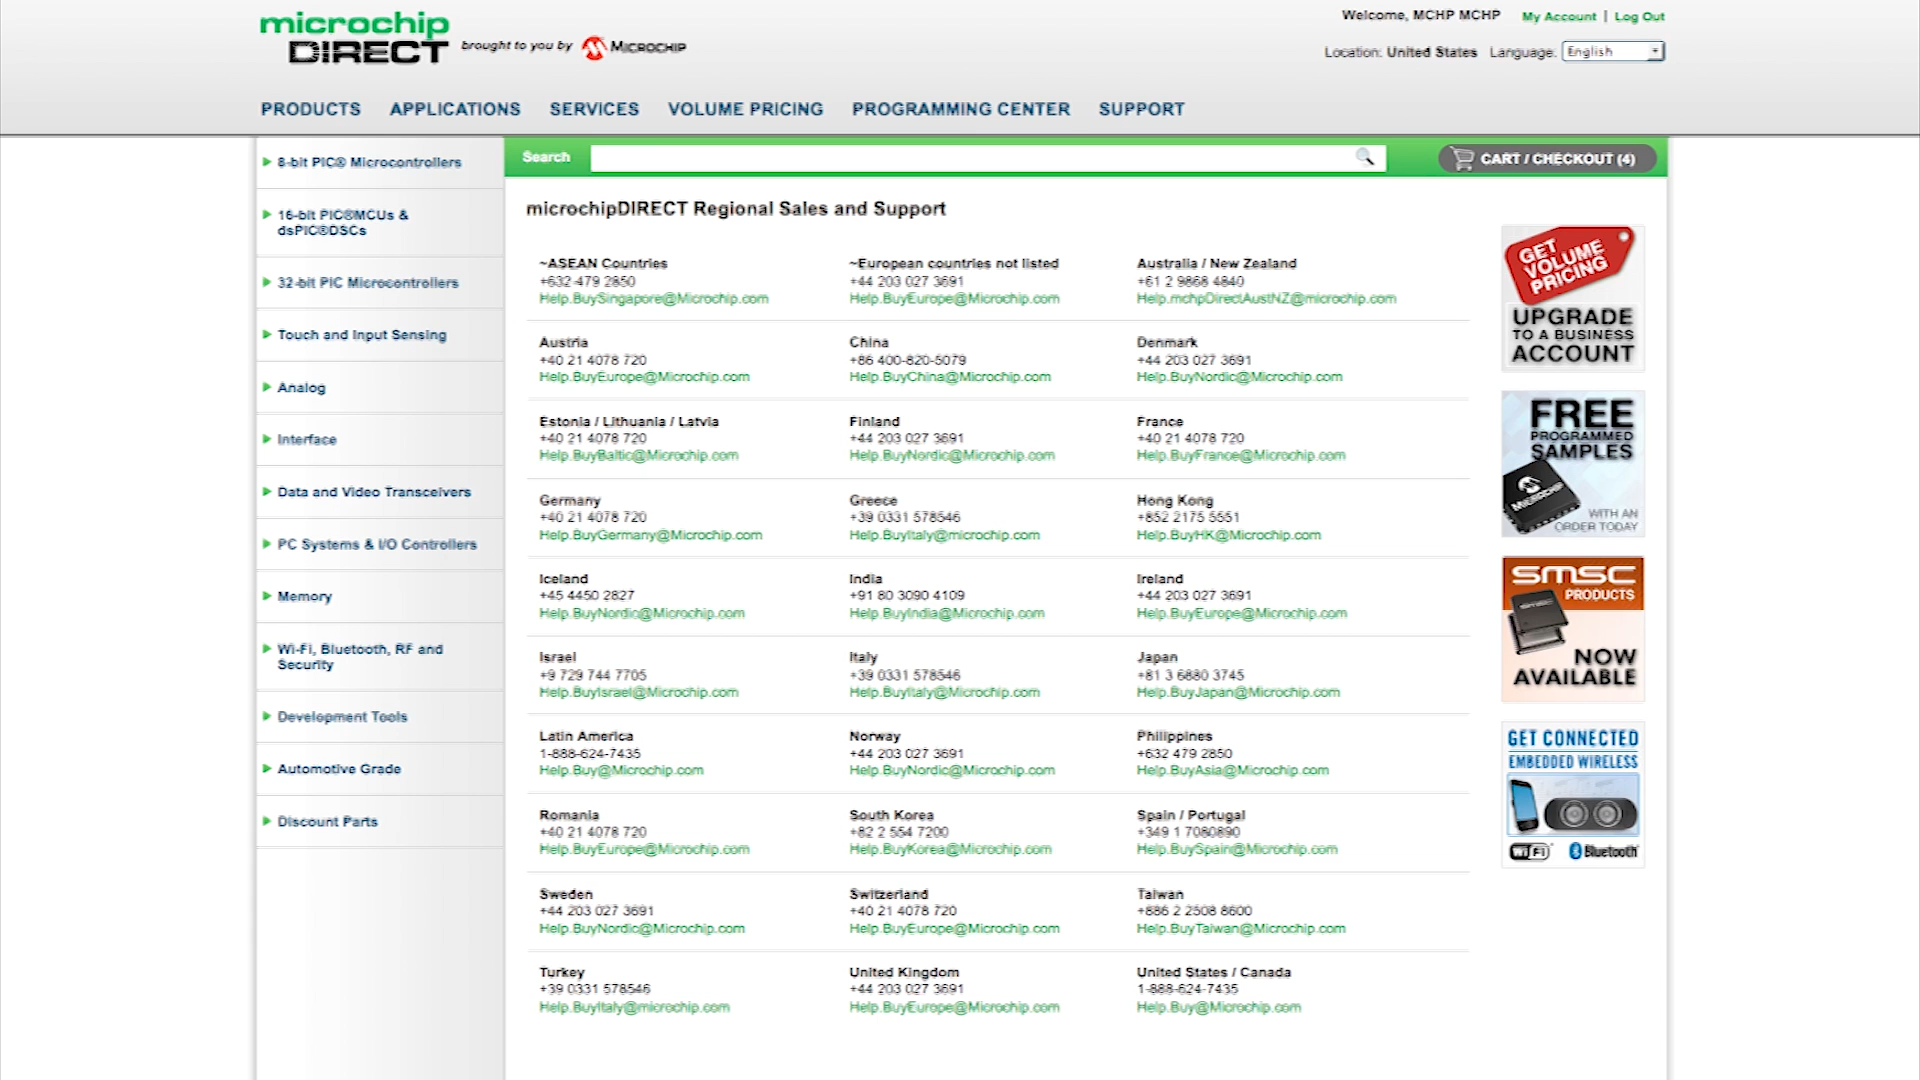 microchip
DIRECT brought to you by MICROCHIP
Welcome, MCHP MCHP My Account | Log Out
Location: United States Language: English
PRODUCTS APPLICATIONS SERVICES VOLUME PRICING PROGRAMMING CENTER SUPPORT
8-bit PIC® Microcontrollers
16-bit PIC®MCUs &
dsPIC®DSCs
32-bit PIC Microcontrollers
Touch and Input Sensing
Analog
Interface
Data and Video Transceivers
PC Systems & I/O Controllers
Memory
Wi-Fi, Bluetooth, RF and
Security
Development Tools
Automotive Grade
Discount Parts
Search
CART / CHECKOUT (4)
microchipDIRECT Regional Sales and Support
~ASEAN Countries
+632-479 2850
Help.BuySingapore@Microchip.com
~European countries not listed
+44 203 027 3691
Help.BuyEurope@Microchip.com
Australia / New Zealand
+61 2 9868 4840
Help.mchpDirectAustNZ@microchip.com
Austria
+40 21 4078 720
Help.BuyEurope@Microchip.com
China
+86 400-820-5079
Help.BuyChina@Microchip.com
Denmark
+44 203 027 3691
Help.BuyNordic@Microchip.com
Estonia / Lithuania / Latvia
+40 21 4078 720
Help.BuyBaltic@Microchip.com
Finland
+44 203 027 3691
Help.BuyNordic@Microchip.com
France
+40 21 4078 720
Help.BuyFrance@Microchip.com
Germany
+40 21 4078 720
Help.BuyGermany@Microchip.com
Greece
+39 0331 578546
Help.BuyItaly@microchip.com
Hong Kong
+852 2175 5551
Help.BuyHK@Microchip.com
Iceland
+45 4450 2827
Help.BuyNordic@Microchip.com
India
+91 80 3090 4109
Help.BuyIndia@Microchip.com
Ireland
+44 203 027 3691
Help.BuyEurope@Microchip.com
Israel
+9 729 744 7705
Help.BuyIsrael@Microchip.com
Italy
+39 0331 578546
Help.BuyItaly@Microchip.com
Japan
+81 3 6880 3745
Help.BuyJapan@Microchip.com
Latin America
1-888-624-7435
Help.Buy@Microchip.com
Norway
+44 203 027 3691
Help.BuyNordic@Microchip.com
Philippines
+632 479 2850
Help.BuyAsia@Microchip.com
Romania
+40 21 4078 720
Help.BuyEurope@Microchip.com
South Korea
+82 2 554 7200
Help.BuyKorea@Microchip.com
Spain / Portugal
+349 1 7080890
Help.BuySpain@Microchip.com
Sweden
+44 203 027 3691
Help.BuyNordic@Microchip.com
Switzerland
+40 21 4078 720
Help.BuyEurope@Microchip.com
Taiwan
+886 2 2508 8600
Help.BuyTaiwan@Microchip.com
Turkey
+39 0331 578546
Help.BuyItaly@microchip.com
United Kingdom
+44 203 027 3691
Help.BuyEurope@Microchip.com
United States / Canada
1-888-624-7435
Help.Buy@Microchip.com
GET
VOLUME
PRICING
UPGRADE
TO A BUSINESS
ACCOUNT
FREE
PROGRAMMED
SAMPLES
MICROCHIP
WITH AN
ORDER TODAY
SMSC
PRODUCTS
SMSC
NOW
AVAILABLE
GET CONNECTED
EMBEDDED WIRELESS
WiFi Bluetooth